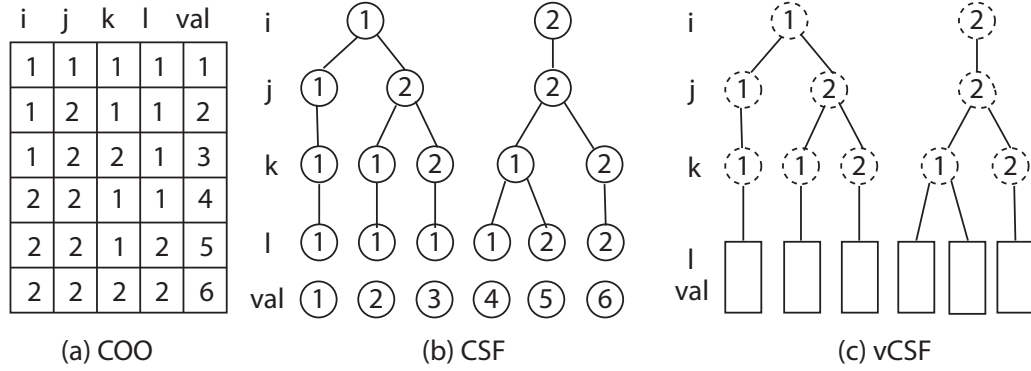 i j k l val
1 1 1 1 1
1 2 1 1 2
1 2 2 1 3
2 2 1 1 4
2 2 1 2 5
2 2 2 2 6
(a) COO
i 1 2
j 1 2 2
k 1 1 2 1 2
l 1 1 1 1 2 2
val 1 2 3 4 5 6
(b) CSF
i 1 2
j 1 2 2
k 1 1 2 1 2
l
val
(c) vCSF